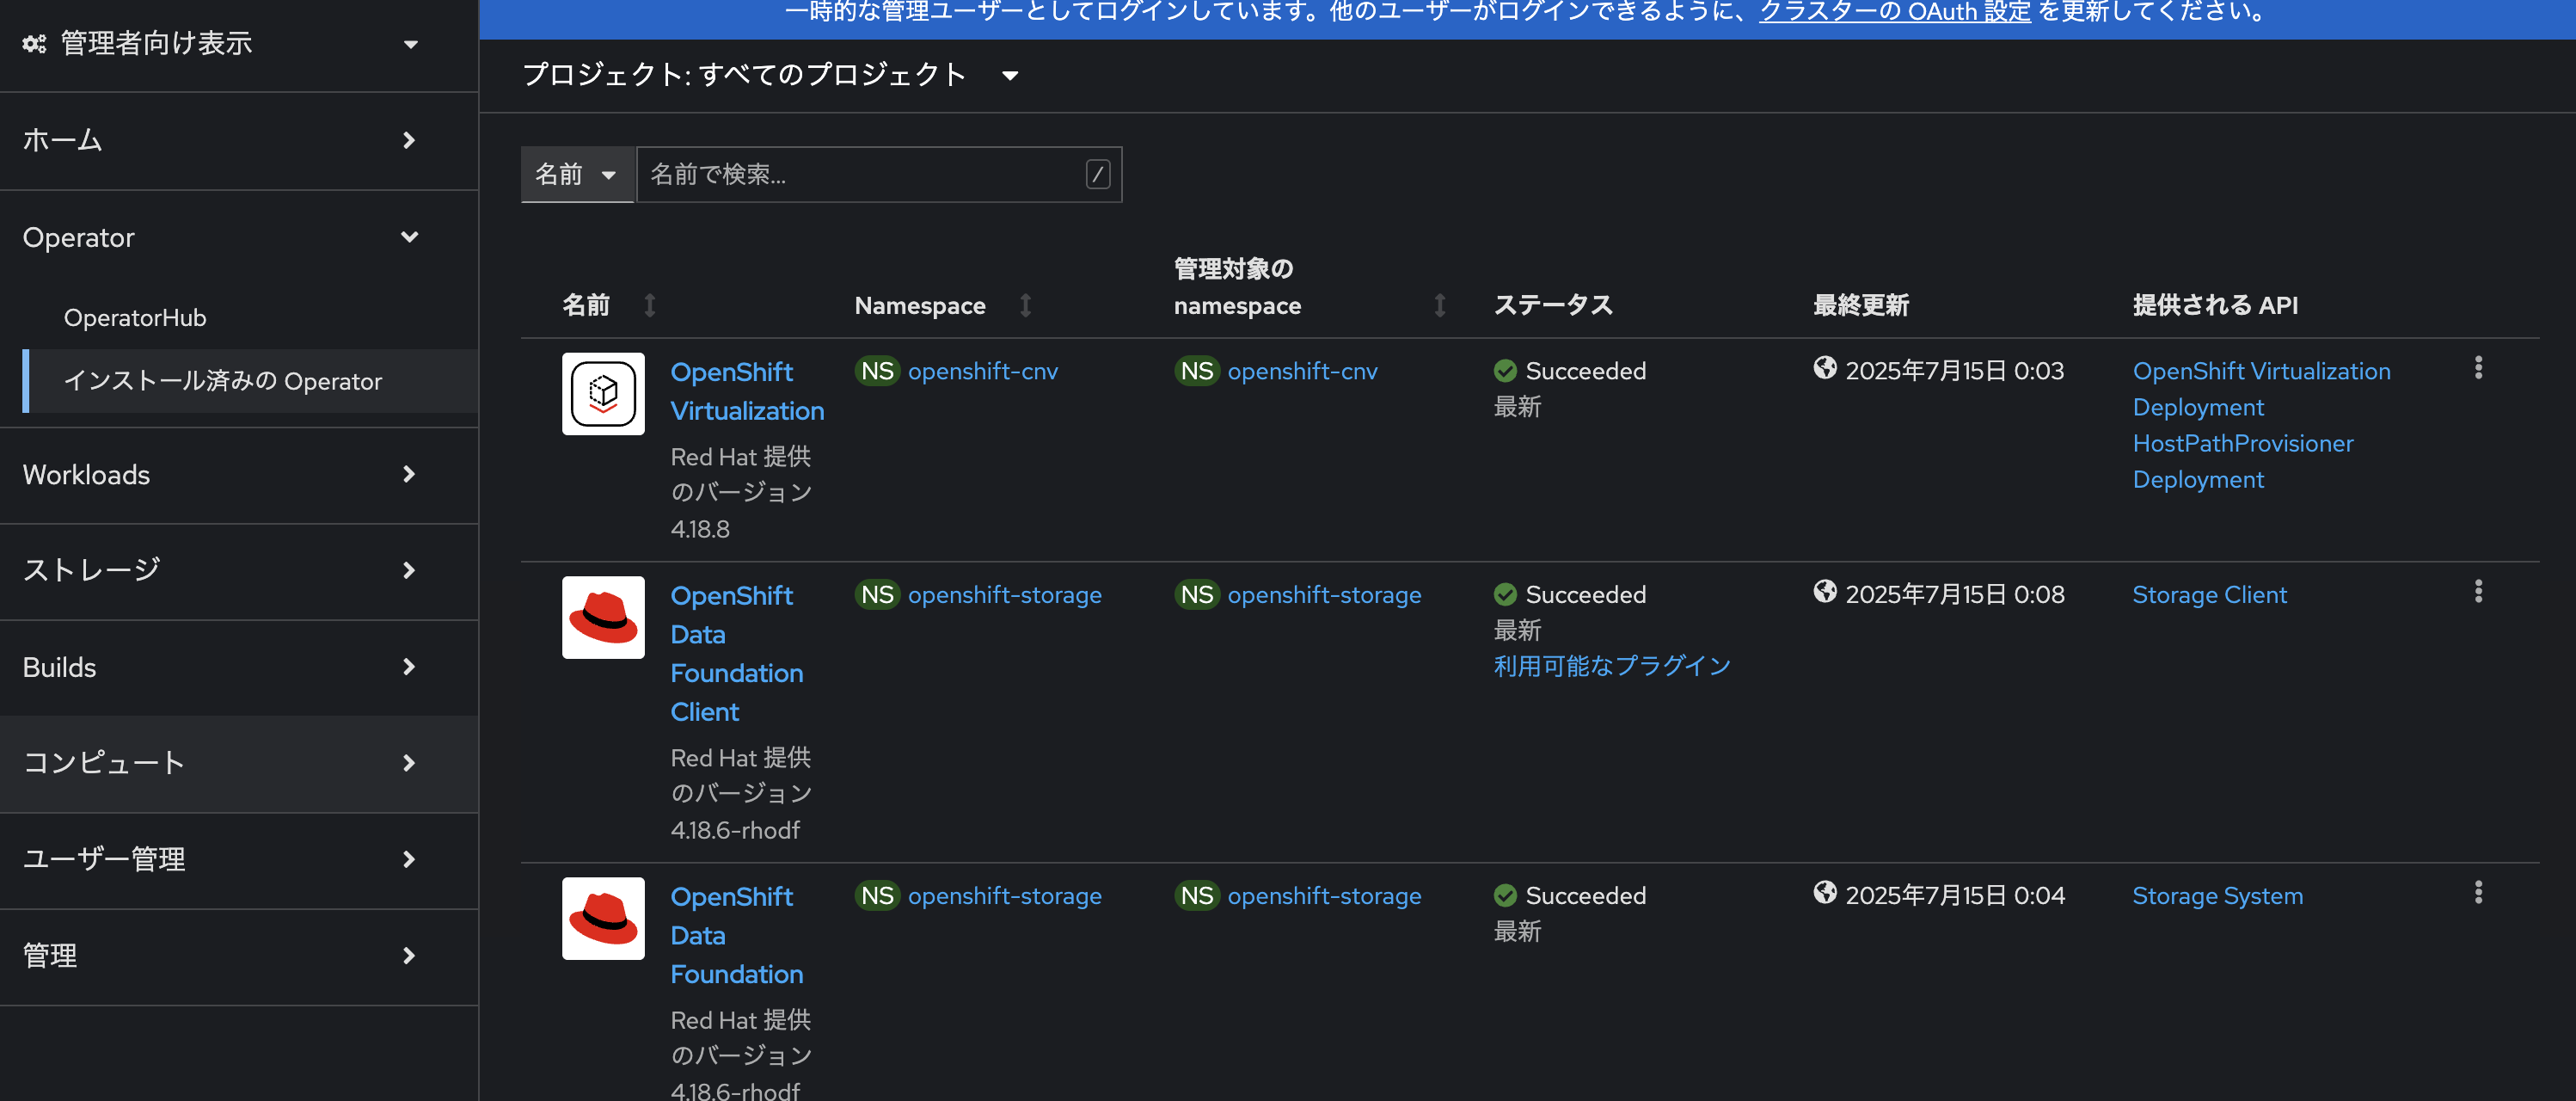 一時的な管理ユーザーとしてログインしています。他のユーザーがログインできるように、クラスターの OAuth 設定 を更新してください。
管理者向け表示
ホーム
Operator
OperatorHub
インストール済みの Operator
Workloads
ストレージ
Builds
コンピュート
ユーザー管理
管理
プロジェクト: すべてのプロジェクト
名前
名前で検索...
/
名前
Namespace
管理対象の
namespace
ステータス
最終更新
提供される API
OpenShift
Virtualization
Red Hat 提供
のバージョン
4.18.8
NS openshift-cnv
NS openshift-cnv
Succeeded
最新
2025年7月15日 0:03
OpenShift Virtualization
Deployment
HostPathProvisioner
Deployment
OpenShift
Data
Foundation
Client
Red Hat 提供
のバージョン
4.18.6-rhodf
NS openshift-storage
NS openshift-storage
Succeeded
最新
利用可能なプラグイン
2025年7月15日 0:08
Storage Client
OpenShift
Data
Foundation
Red Hat 提供
のバージョン
4.18.6-rhodf
NS openshift-storage
NS openshift-storage
Succeeded
最新
2025年7月15日 0:04
Storage System